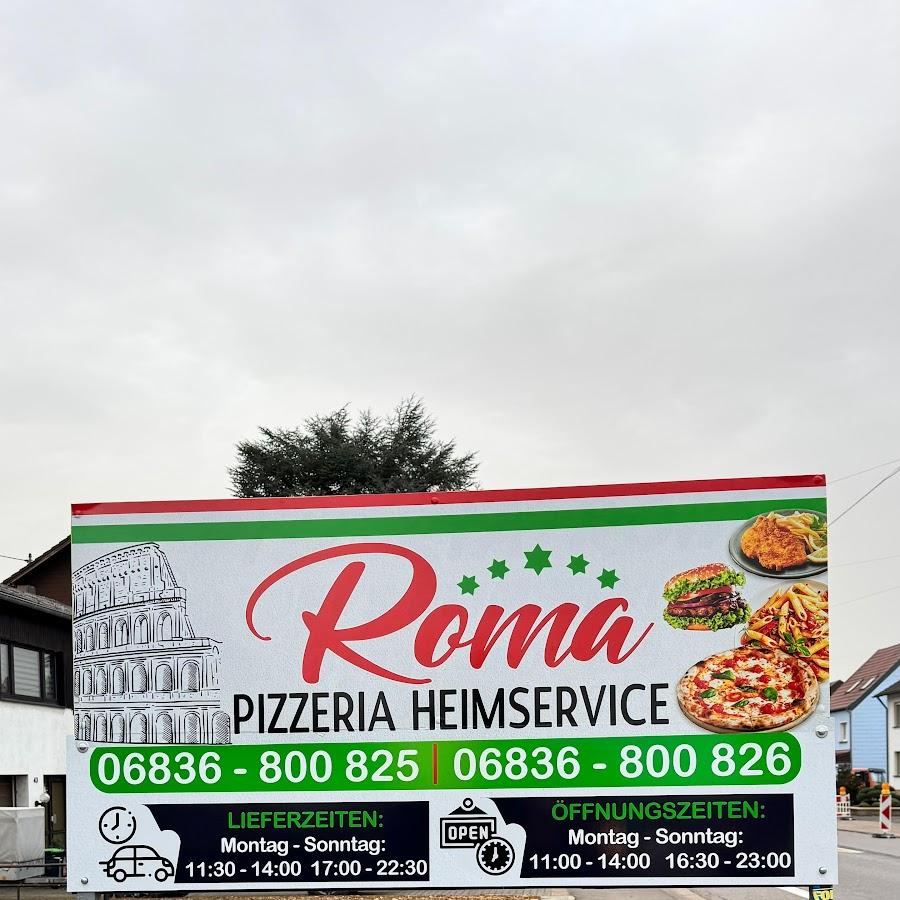 Roma
PIZZERIA HEIMSERVICE
06836 - 800 825 | 06836 - 800 826
LIEFERZEITEN:
Montag - Sonntag:
11:30 - 14:00 17:00 - 22:30
OPEN
ÖFFNUNGSZEITEN:
Montag - Sonntag:
11:00 - 14:00 16:30 - 23:00